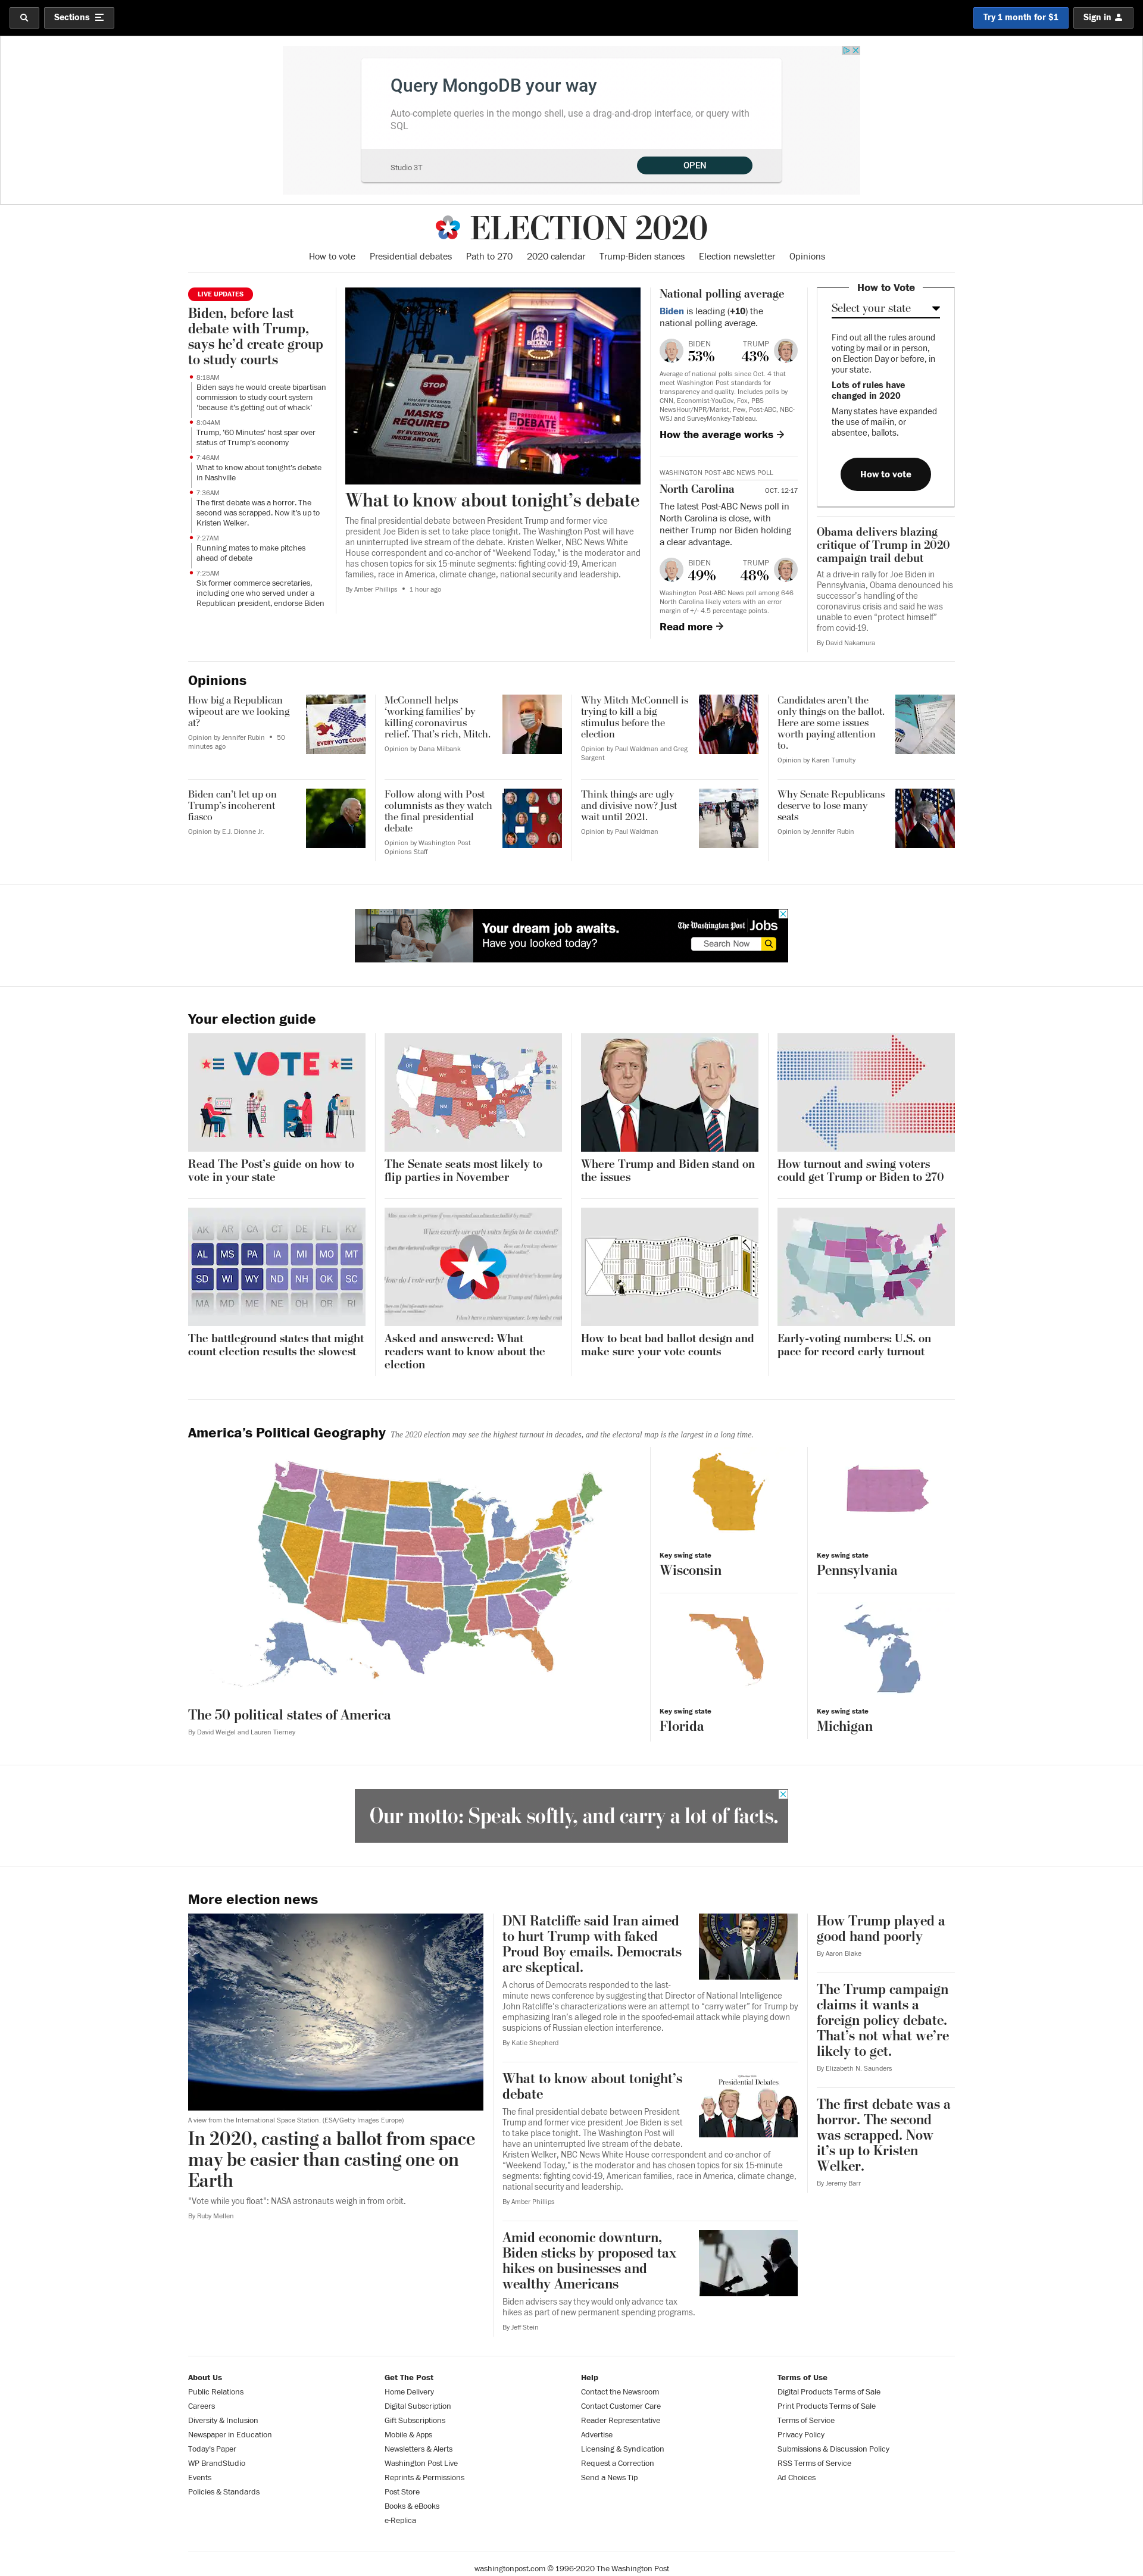 Sections
Try 1 month for $1
Sign in
Query MongoDB your way
Auto-complete queries in the mongo shell, use a drag-and-drop interface, or query with
SQL
Studio 3T
OPEN
ELECTION 2020
How to vote
Presidential debates
Path to 270
2020 calendar
Trump-Biden stances
Election newsletter
Opinions
LIVE UPDATES
Biden, before last
debate with Trump,
says he’d create group
to study courts
8:18AM
Biden says he would create bipartisan
commission to study court system
‘because it’s getting out of whack’
8:04AM
Trump, ’60 Minutes’ host spar over
status of Trump’s economy
7:46AM
What to know about tonight’s debate
in Nashville
7:36AM
The first debate was a horror. The
second was scrapped. Now it’s up to
Kristen Welker.
7:27AM
Running mates to make pitches
ahead of debate
7:25AM
Six former commerce secretaries,
including one who served under a
Republican president, endorse Biden
STOP
MASKS
REQUIRED
BY EVERYONE,
INSIDE AND OUT.
DEBATE
What to know about tonight’s debate
The final presidential debate between President Trump and former vice
president Joe Biden is set to take place tonight. The Washington Post will have
an uninterrupted live stream of the debate. Kristen Welker, NBC News White
House correspondent and co-anchor of “Weekend Today,” is the moderator and
has chosen topics for six 15-minute segments: fighting covid-19, American
families, race in America, climate change, national security and leadership.
By Amber Phillips • 1 hour ago
National polling average
Biden is leading (+10) the
national polling average.
BIDEN
53%
TRUMP
43%
Average of national polls since Oct. 4 that
meet Washington Post standards for
transparency and quality. Includes polls by
CNN, Economist-YouGov, Fox, PBS
NewsHour/NPR/Marist, Pew, Post-ABC, NBC-
WSJ and SurveyMonkey-Tableau.
How the average works →
WASHINGTON POST-ABC NEWS POLL
North Carolina
OCT. 12-17
The latest Post-ABC News poll in
North Carolina is close, with
neither Trump nor Biden holding
a clear advantage.
BIDEN
49%
TRUMP
48%
Washington Post-ABC News poll among 646
North Carolina likely voters with an error
margin of +/- 4.5 percentage points.
Read more →
How to Vote
Select your state
Find out all the rules around
voting by mail or in person,
on Election Day or before, in
your state.
Lots of rules have
changed in 2020
Many states have expanded
the use of mail-in, or
absentee, ballots.
How to vote
Obama delivers blazing
critique of Trump in 2020
campaign trail debut
At a drive-in rally for Joe Biden in
Pennsylvania, Obama denounced his
successor’s handling of the
coronavirus crisis and said he was
unable to even “protect himself”
from covid-19.
By David Nakamura
Opinions
How big a Republican
wipeout are we looking
at?
Opinion by Jennifer Rubin • 50
minutes ago
EVERY VOTE COUNTS
McConnell helps
‘working families’ by
killing coronavirus
relief. That’s rich, Mitch.
Opinion by Dana Milbank
Why Mitch McConnell is
trying to kill a big
stimulus before the
election
Opinion by Paul Waldman and Greg
Sargent
Candidates aren’t the
only things on the ballot.
Here are some issues
worth paying attention
to.
Opinion by Karen Tumulty
Biden can’t let up on
Trump’s incoherent
fiasco
Opinion by E.J. Dionne Jr.
Follow along with Post
columnists as they watch
the final presidential
debate
Opinion by Washington Post
Opinions Staff
Think things are ugly
and divisive now? Just
wait until 2021.
Opinion by Paul Waldman
Why Senate Republicans
deserve to lose many
seats
Opinion by Jennifer Rubin
Your dream job awaits.
Have you looked today?
The Washington Post Jobs
Search Now
Your election guide
VOTE
Read The Post’s guide on how to
vote in your state
The Senate seats most likely to
flip parties in November
Where Trump and Biden stand on
the issues
How turnout and swing voters
could get Trump or Biden to 270
AK AR CA CT DE FL KY
AL MS PA IA MI MO MT
SD WI WY ND NH OK SC
MA MD ME NE OH OR RI
The battleground states that might
count election results the slowest
Asked and answered: What
readers want to know about the
election
How to beat bad ballot design and
make sure your vote counts
Early-voting numbers: U.S. on
pace for record early turnout
America’s Political Geography
The 2020 election may see the highest turnout in decades, and the electoral map is the largest in a long time.
The 50 political states of America
By David Weigel and Lauren Tierney
Key swing state
Wisconsin
Key swing state
Pennsylvania
Key swing state
Florida
Key swing state
Michigan
Our motto: Speak softly, and carry a lot of facts.
More election news
A view from the International Space Station. (ESA/Getty Images Europe)
In 2020, casting a ballot from space
may be easier than casting one on
Earth
"Vote while you float": NASA astronauts weigh in from orbit.
By Ruby Mellen
DNI Ratcliffe said Iran aimed
to hurt Trump with faked
Proud Boy emails. Democrats
are skeptical.
A chorus of Democrats responded to the last-
minute news conference by suggesting that Director of National Intelligence
John Ratcliffe’s characterizations were an attempt to “carry water” for Trump by
emphasizing Iran’s alleged role in the spoofed-email attack while playing down
suspicions of Russian election interference.
By Katie Shepherd
What to know about tonight’s
debate
Presidential Debates
The final presidential debate between President
Trump and former vice president Joe Biden is set
to take place tonight. The Washington Post will
have an uninterrupted live stream of the debate.
Kristen Welker, NBC News White House correspondent and co-anchor of
“Weekend Today,” is the moderator and has chosen topics for six 15-minute
segments: fighting covid-19, American families, race in America, climate change,
national security and leadership.
By Amber Phillips
Amid economic downturn,
Biden sticks by proposed tax
hikes on businesses and
wealthy Americans
Biden advisers say they would only advance tax
hikes as part of new permanent spending programs.
By Jeff Stein
How Trump played a
good hand poorly
By Aaron Blake
The Trump campaign
claims it wants a
foreign policy debate.
That’s not what we’re
likely to get.
By Elizabeth N. Saunders
The first debate was a
horror. The second
was scrapped. Now
it’s up to Kristen
Welker.
By Jeremy Barr
About Us
Public Relations
Careers
Diversity & Inclusion
Newspaper in Education
Today’s Paper
WP BrandStudio
Events
Policies & Standards
Get The Post
Home Delivery
Digital Subscription
Gift Subscriptions
Mobile & Apps
Newsletters & Alerts
Washington Post Live
Reprints & Permissions
Post Store
Books & eBooks
e-Replica
Help
Contact the Newsroom
Contact Customer Care
Reader Representative
Advertise
Licensing & Syndication
Request a Correction
Send a News Tip
Terms of Use
Digital Products Terms of Sale
Print Products Terms of Sale
Terms of Service
Privacy Policy
Submissions & Discussion Policy
RSS Terms of Service
Ad Choices
washingtonpost.com © 1996-2020 The Washington Post